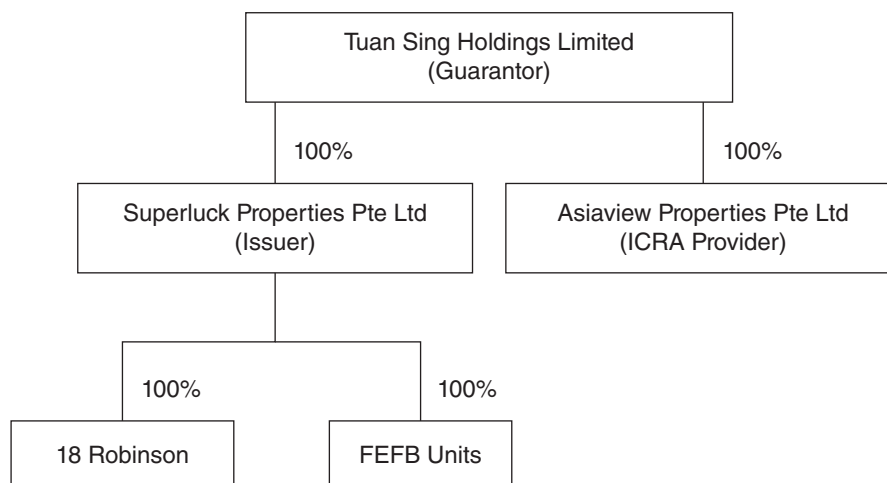 Tuan Sing Holdings Limited
(Guarantor)
100%
100%
Superluck Properties Pte Ltd
(Issuer)
Asiaview Properties Pte Ltd
(ICRA Provider)
100%
100%
18 Robinson
FEFB Units